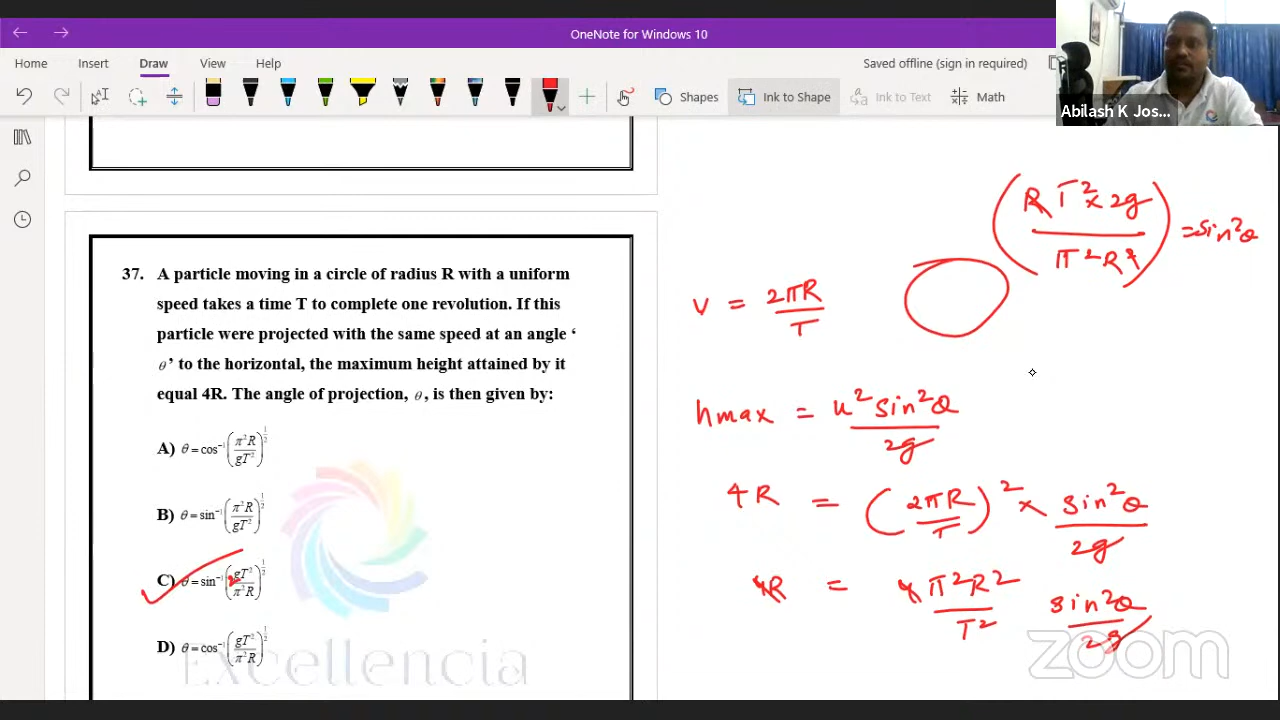 OneNote for Windows 10
Home Insert Draw View Help Saved offline (sign in required)
Shapes Ink to Shape Ink to Text Math
Abilash K Jos...
37. A particle moving in a circle of radius R with a uniform
speed takes a time T to complete one revolution. If this
particle were projected with the same speed at an angle ‘
θ’ to the horizontal, the maximum height attained by it
equal 4R. The angle of projection, θ, is then given by:
A) θ = cos⁻¹ (π²R / gT²)^(1/2)
B) θ = sin⁻¹ (π²R / gT²)^(1/2)
C) θ = sin⁻¹ (2gT² / π²R)^(1/2)
D) θ = cos⁻¹ (gT² / π²R)^(1/2)
Excellencia
(R T² × 2g / π² R²) = sin²θ
v = 2πR / T
hmax = u² sin²θ / 2g
4R = (2πR / T)² × sin²θ / 2g
4R = 4π²R² / T² sin²θ / 2g
zoom